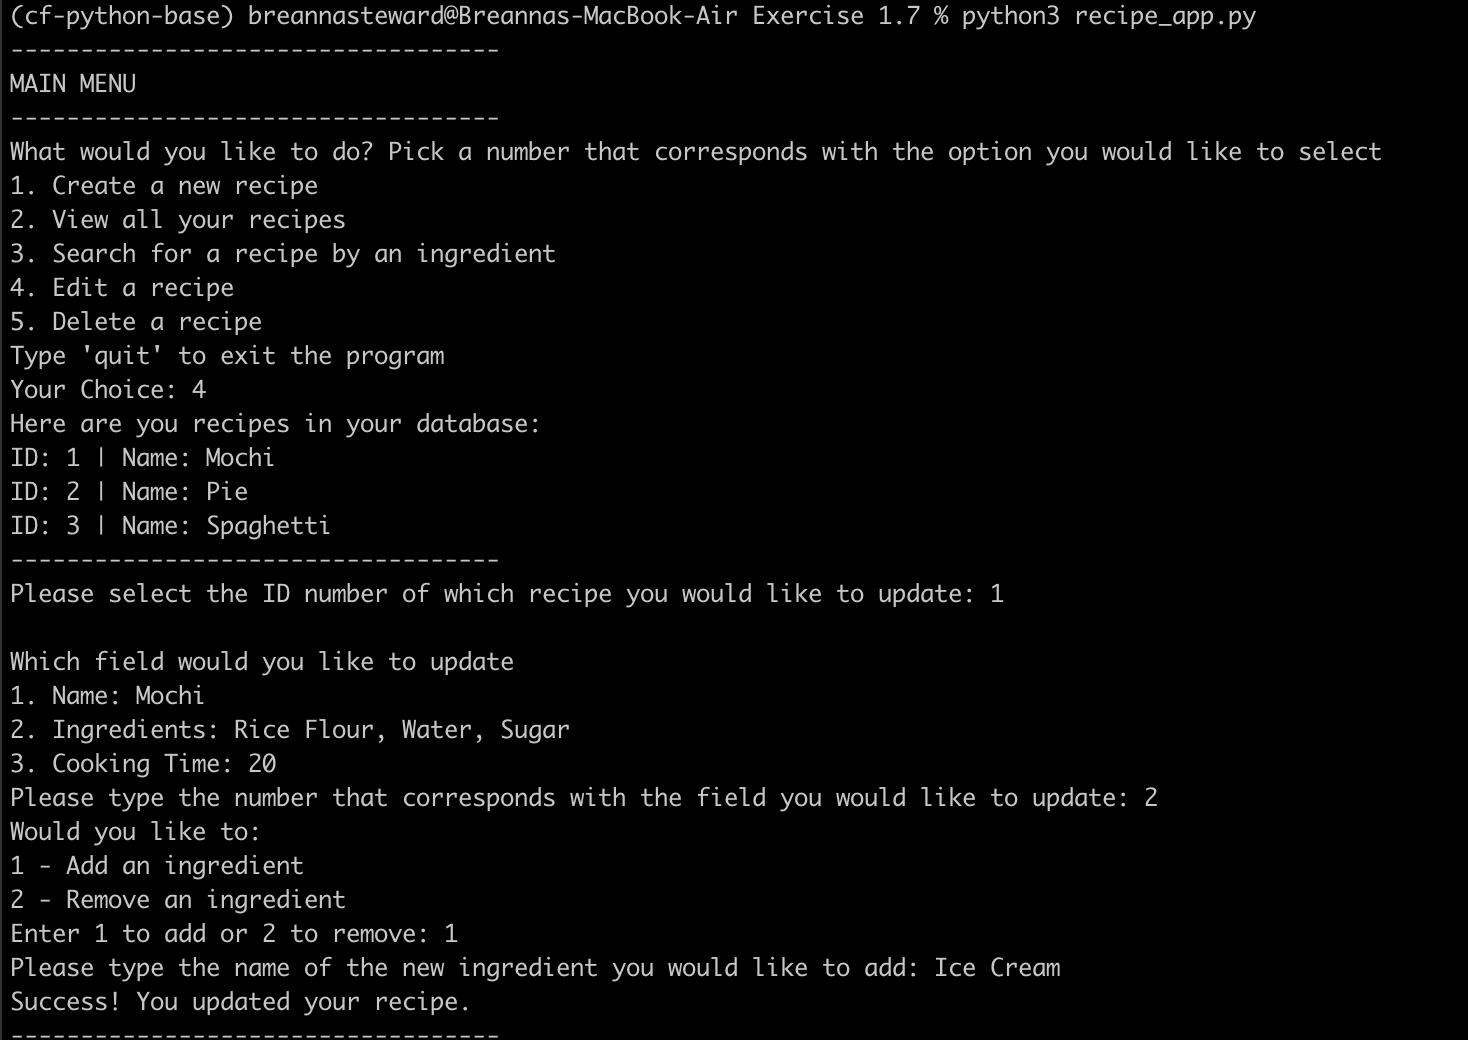 (cf-python-base) breannasteward@Breannas-MacBook-Air Exercise 1.7 % python3 recipe_app.py
-----------------------------------
MAIN MENU
-----------------------------------
What would you like to do? Pick a number that corresponds with the option you would like to select
1. Create a new recipe
2. View all your recipes
3. Search for a recipe by an ingredient
4. Edit a recipe
5. Delete a recipe
Type 'quit' to exit the program
Your Choice: 4
Here are you recipes in your database:
ID: 1 | Name: Mochi
ID: 2 | Name: Pie
ID: 3 | Name: Spaghetti
-----------------------------------
Please select the ID number of which recipe you would like to update: 1

Which field would you like to update
1. Name: Mochi
2. Ingredients: Rice Flour, Water, Sugar
3. Cooking Time: 20
Please type the number that corresponds with the field you would like to update: 2
Would you like to:
1 - Add an ingredient
2 - Remove an ingredient
Enter 1 to add or 2 to remove: 1
Please type the name of the new ingredient you would like to add: Ice Cream
Success! You updated your recipe.
-----------------------------------